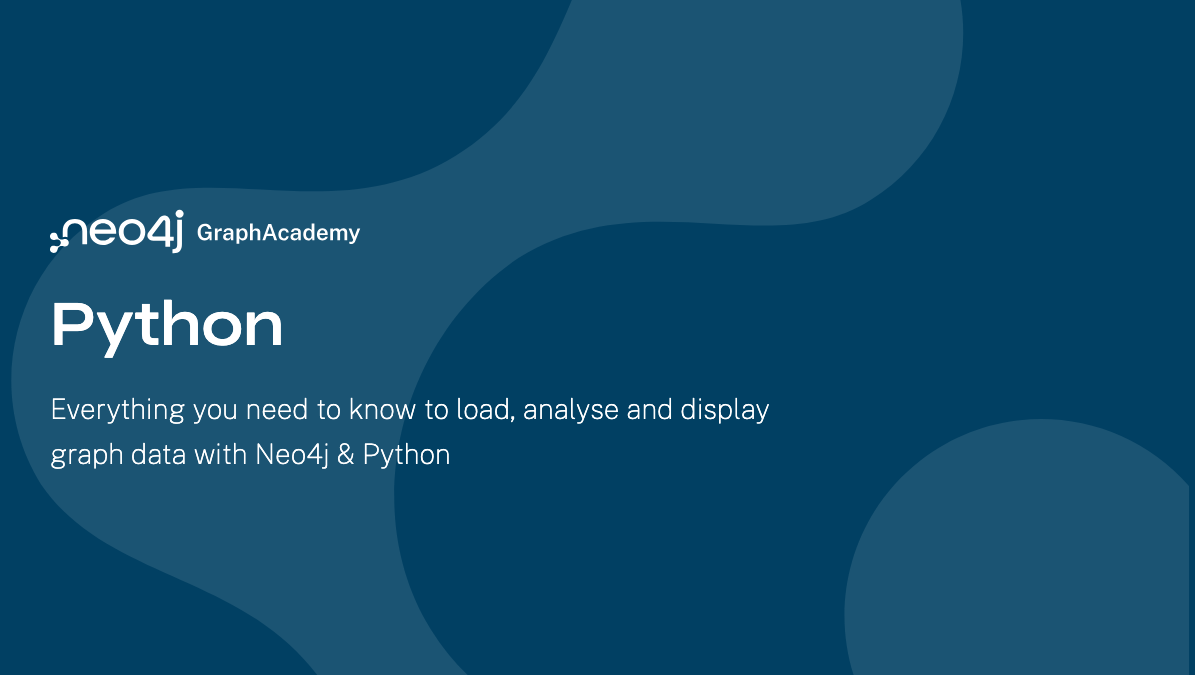 neo4j GraphAcademy
Python
Everything you need to know to load, analyse and display
graph data with Neo4j & Python